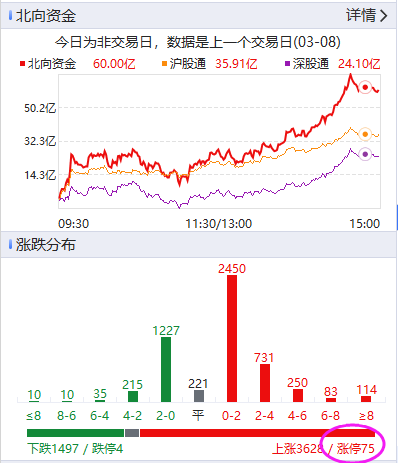 北向资金 详情
今日为非交易日，数据是上一个交易日(03-08)
北向资金 60.00亿 沪股通 35.91亿 深股通 24.10亿
50.2亿
32.3亿
14.3亿
09:30 11:30/13:00 15:00
涨跌分布
2450
1227
731
215 221 250
10 10 35 83 114
≤8 8-6 6-4 4-2 2-0 平 0-2 2-4 4-6 6-8 ≥8
下跌1497 / 跌停4 上涨3628 / 涨停75